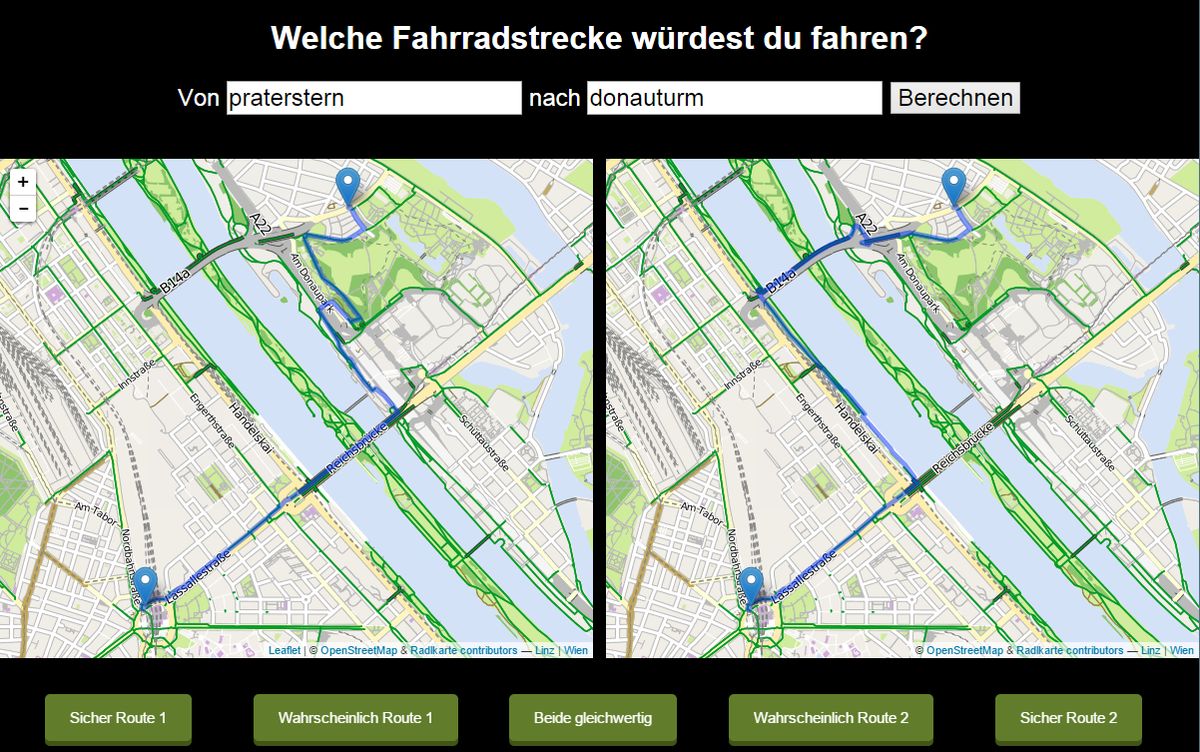 Welche Fahrradstrecke würdest du fahren?
Von praterstern nach donauturm Berechnen
+
−
A22
B14a
Am Donaupark
Innstraße
Engerthstraße
Handelskai
Reichsbrücke
Schüttaustraße
Am Tabor
Nordbahnstraße
Lassallestraße
Leaflet | © OpenStreetMap & Radlkarte contributors — Linz | Wien
A22
B14a
Am Donaupark
Innstraße
Engerthstraße
Handelskai
Reichsbrücke
Schüttaustraße
Am Tabor
Nordbahnstraße
Lassallestraße
© OpenStreetMap & Radlkarte contributors — Linz | Wien
Sicher Route 1
Wahrscheinlich Route 1
Beide gleichwertig
Wahrscheinlich Route 2
Sicher Route 2